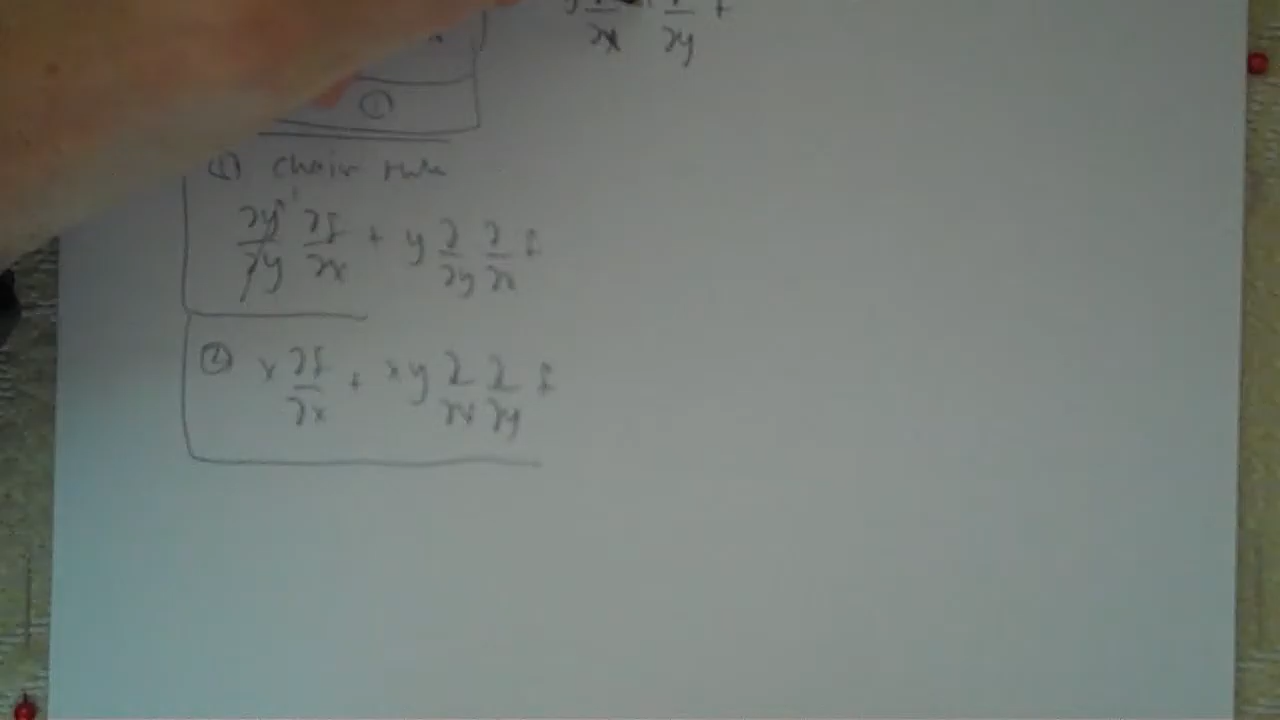 ∂/∂x ∂/∂y f
①
① chain rule
∂y/∂y ∂f/∂x + y ∂/∂y ∂/∂x f
② x ∂f/∂x + xy ∂/∂x ∂/∂y f